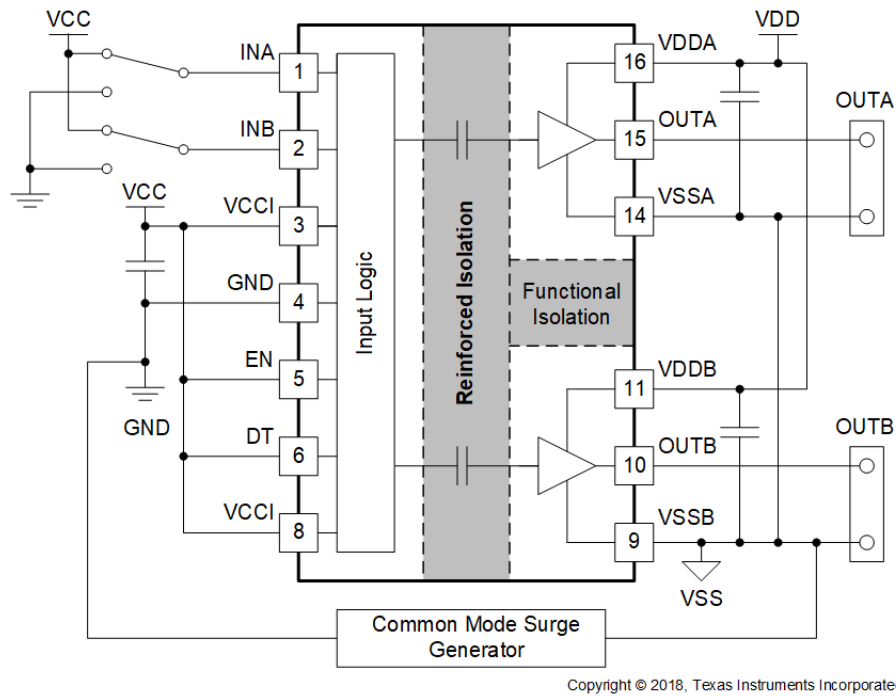 VCC
INA
1
INB
2
VCC
VCCI
3
GND
4
EN
5
GND
DT
6
VCCI
8
Input Logic
Reinforced Isolation
Functional
Isolation
VDD
16
VDDA
OUTA
15
OUTA
14
VSSA
11
VDDB
OUTB
10
OUTB
9
VSSB
VSS
Common Mode Surge
Generator
Copyright © 2018, Texas Instruments Incorporate